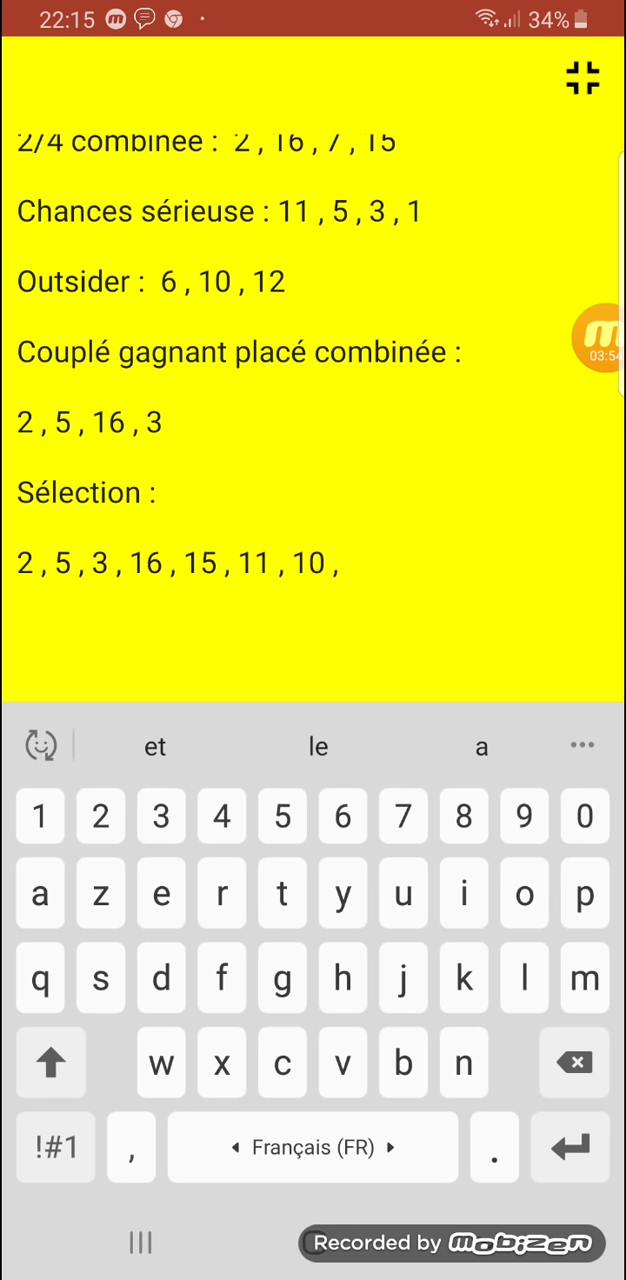 22:15 34%
2/4 combinée : 2 , 16 , 7 , 15
Chances sérieuse : 11 , 5 , 3 , 1
Outsider : 6 , 10 , 12
03:54
Couplé gagnant placé combinée :
2 , 5 , 16 , 3
Sélection :
2 , 5 , 3 , 16 , 15 , 11 , 10 ,
et le a
1 2 3 4 5 6 7 8 9 0
a z e r t y u i o p
q s d f g h j k l m
w x c v b n
!#1 , Français (FR) .
Recorded by mobizen